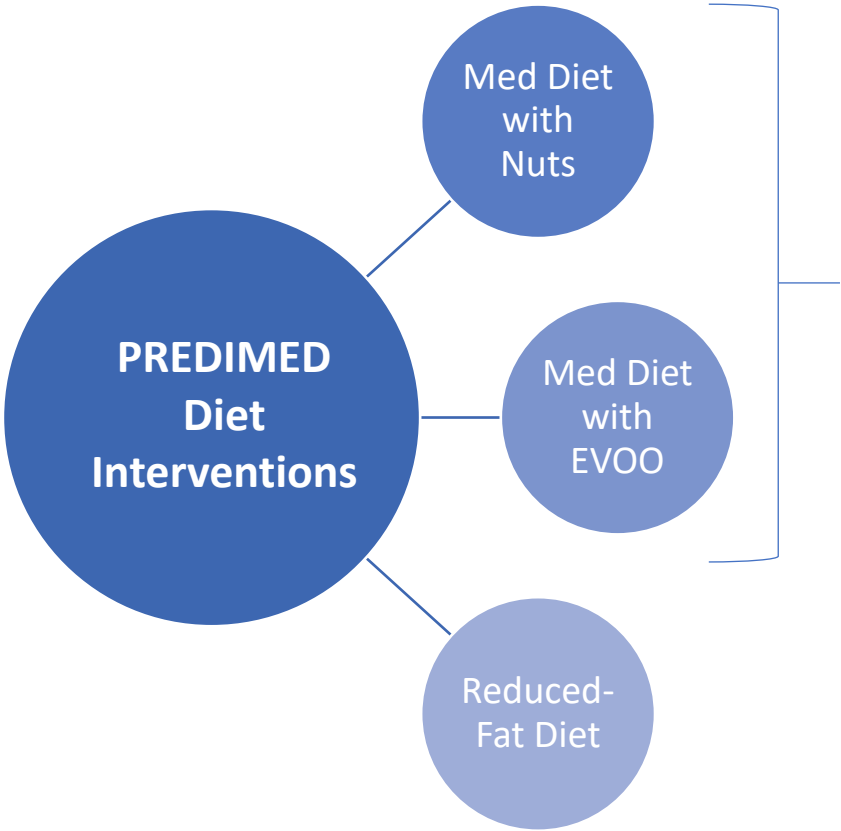 Med Diet
with
Nuts
PREDIMED
Diet
Interventions
Med Diet
with
EVOO
Reduced-
Fat Diet